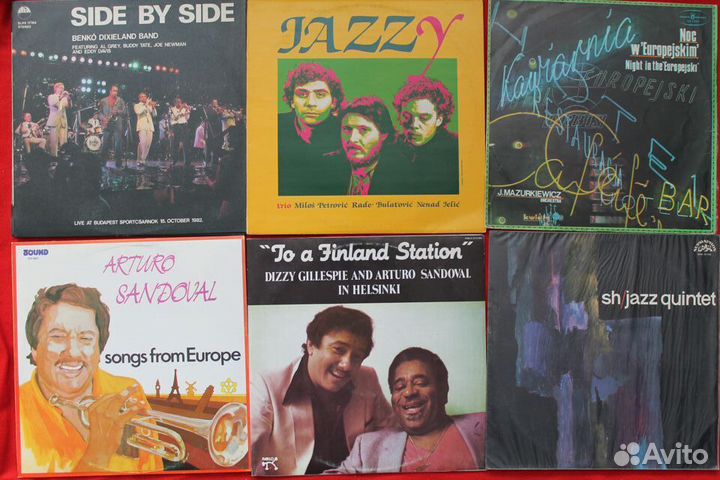 SIDE BY SIDE
BENKÓ DIXIELAND BAND
FEATURING AL GREY, BUDDY TATE, JOE NEWMAN
AND EDDY DAVIS
LIVE AT BUDAPEST SPORTCSARNOK 15. OCTOBER 1982.
JAZZY
trio Miloš Petrović Rade Bulatović Nenad Jelić
Noc
w 'Europejskim'
Night in the 'Europejski'
Kawiarnia
EUROPEJSKI
BAR
J. MAZURKIEWICZ
ORCHESTRA
SOUND
ARTURO
SANDOVAL
songs from Europe
"To a Finland Station"
DIZZY GILLESPIE AND ARTURO SANDOVAL
IN HELSINKI
PABLO
sh/jazz quintet
Avito